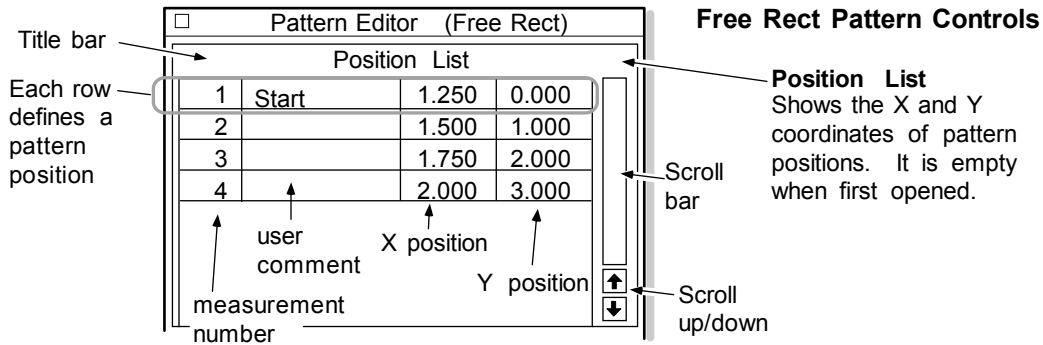 Pattern Editor (Free Rect)
Free Rect Pattern Controls
Title bar
Position List
Each row
defines a
pattern
position
1 Start 1.250 0.000
2 1.500 1.000
3 1.750 2.000
4 2.000 3.000
Position List
Shows the X and Y
coordinates of pattern
positions. It is empty
when first opened.
Scroll
bar
user
comment
X position
Y position
measurement
number
Scroll
up/down